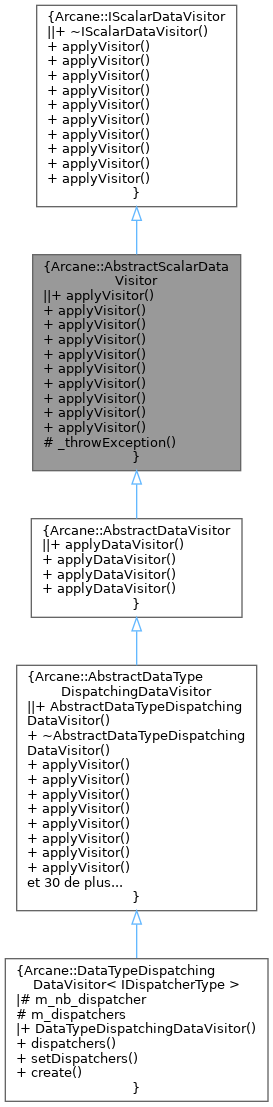 {Arcane::IScalarDataVisitor
||+ ~IScalarDataVisitor()
+ applyVisitor()
+ applyVisitor()
+ applyVisitor()
+ applyVisitor()
+ applyVisitor()
+ applyVisitor()
+ applyVisitor()
+ applyVisitor()
+ applyVisitor()
+ applyVisitor()
}
{Arcane::AbstractScalarData
Visitor
||+ applyVisitor()
+ applyVisitor()
+ applyVisitor()
+ applyVisitor()
+ applyVisitor()
+ applyVisitor()
+ applyVisitor()
+ applyVisitor()
+ applyVisitor()
+ applyVisitor()
# _throwException()
}
{Arcane::AbstractDataVisitor
||+ applyDataVisitor()
+ applyDataVisitor()
+ applyDataVisitor()
+ applyDataVisitor()
}
{Arcane::AbstractDataType
DispatchingDataVisitor
||+ AbstractDataTypeDispatching
DataVisitor()
+ ~AbstractDataTypeDispatching
DataVisitor()
+ applyVisitor()
+ applyVisitor()
+ applyVisitor()
+ applyVisitor()
+ applyVisitor()
+ applyVisitor()
+ applyVisitor()
+ applyVisitor()
et 30 de plus...
}
{Arcane::DataTypeDispatching
DataVisitor< IDispatcherType >
|# m_nb_dispatcher
# m_dispatchers
|+ DataTypeDispatchingDataVisitor()
+ dispatchers()
+ setDispatchers()
+ create()
}